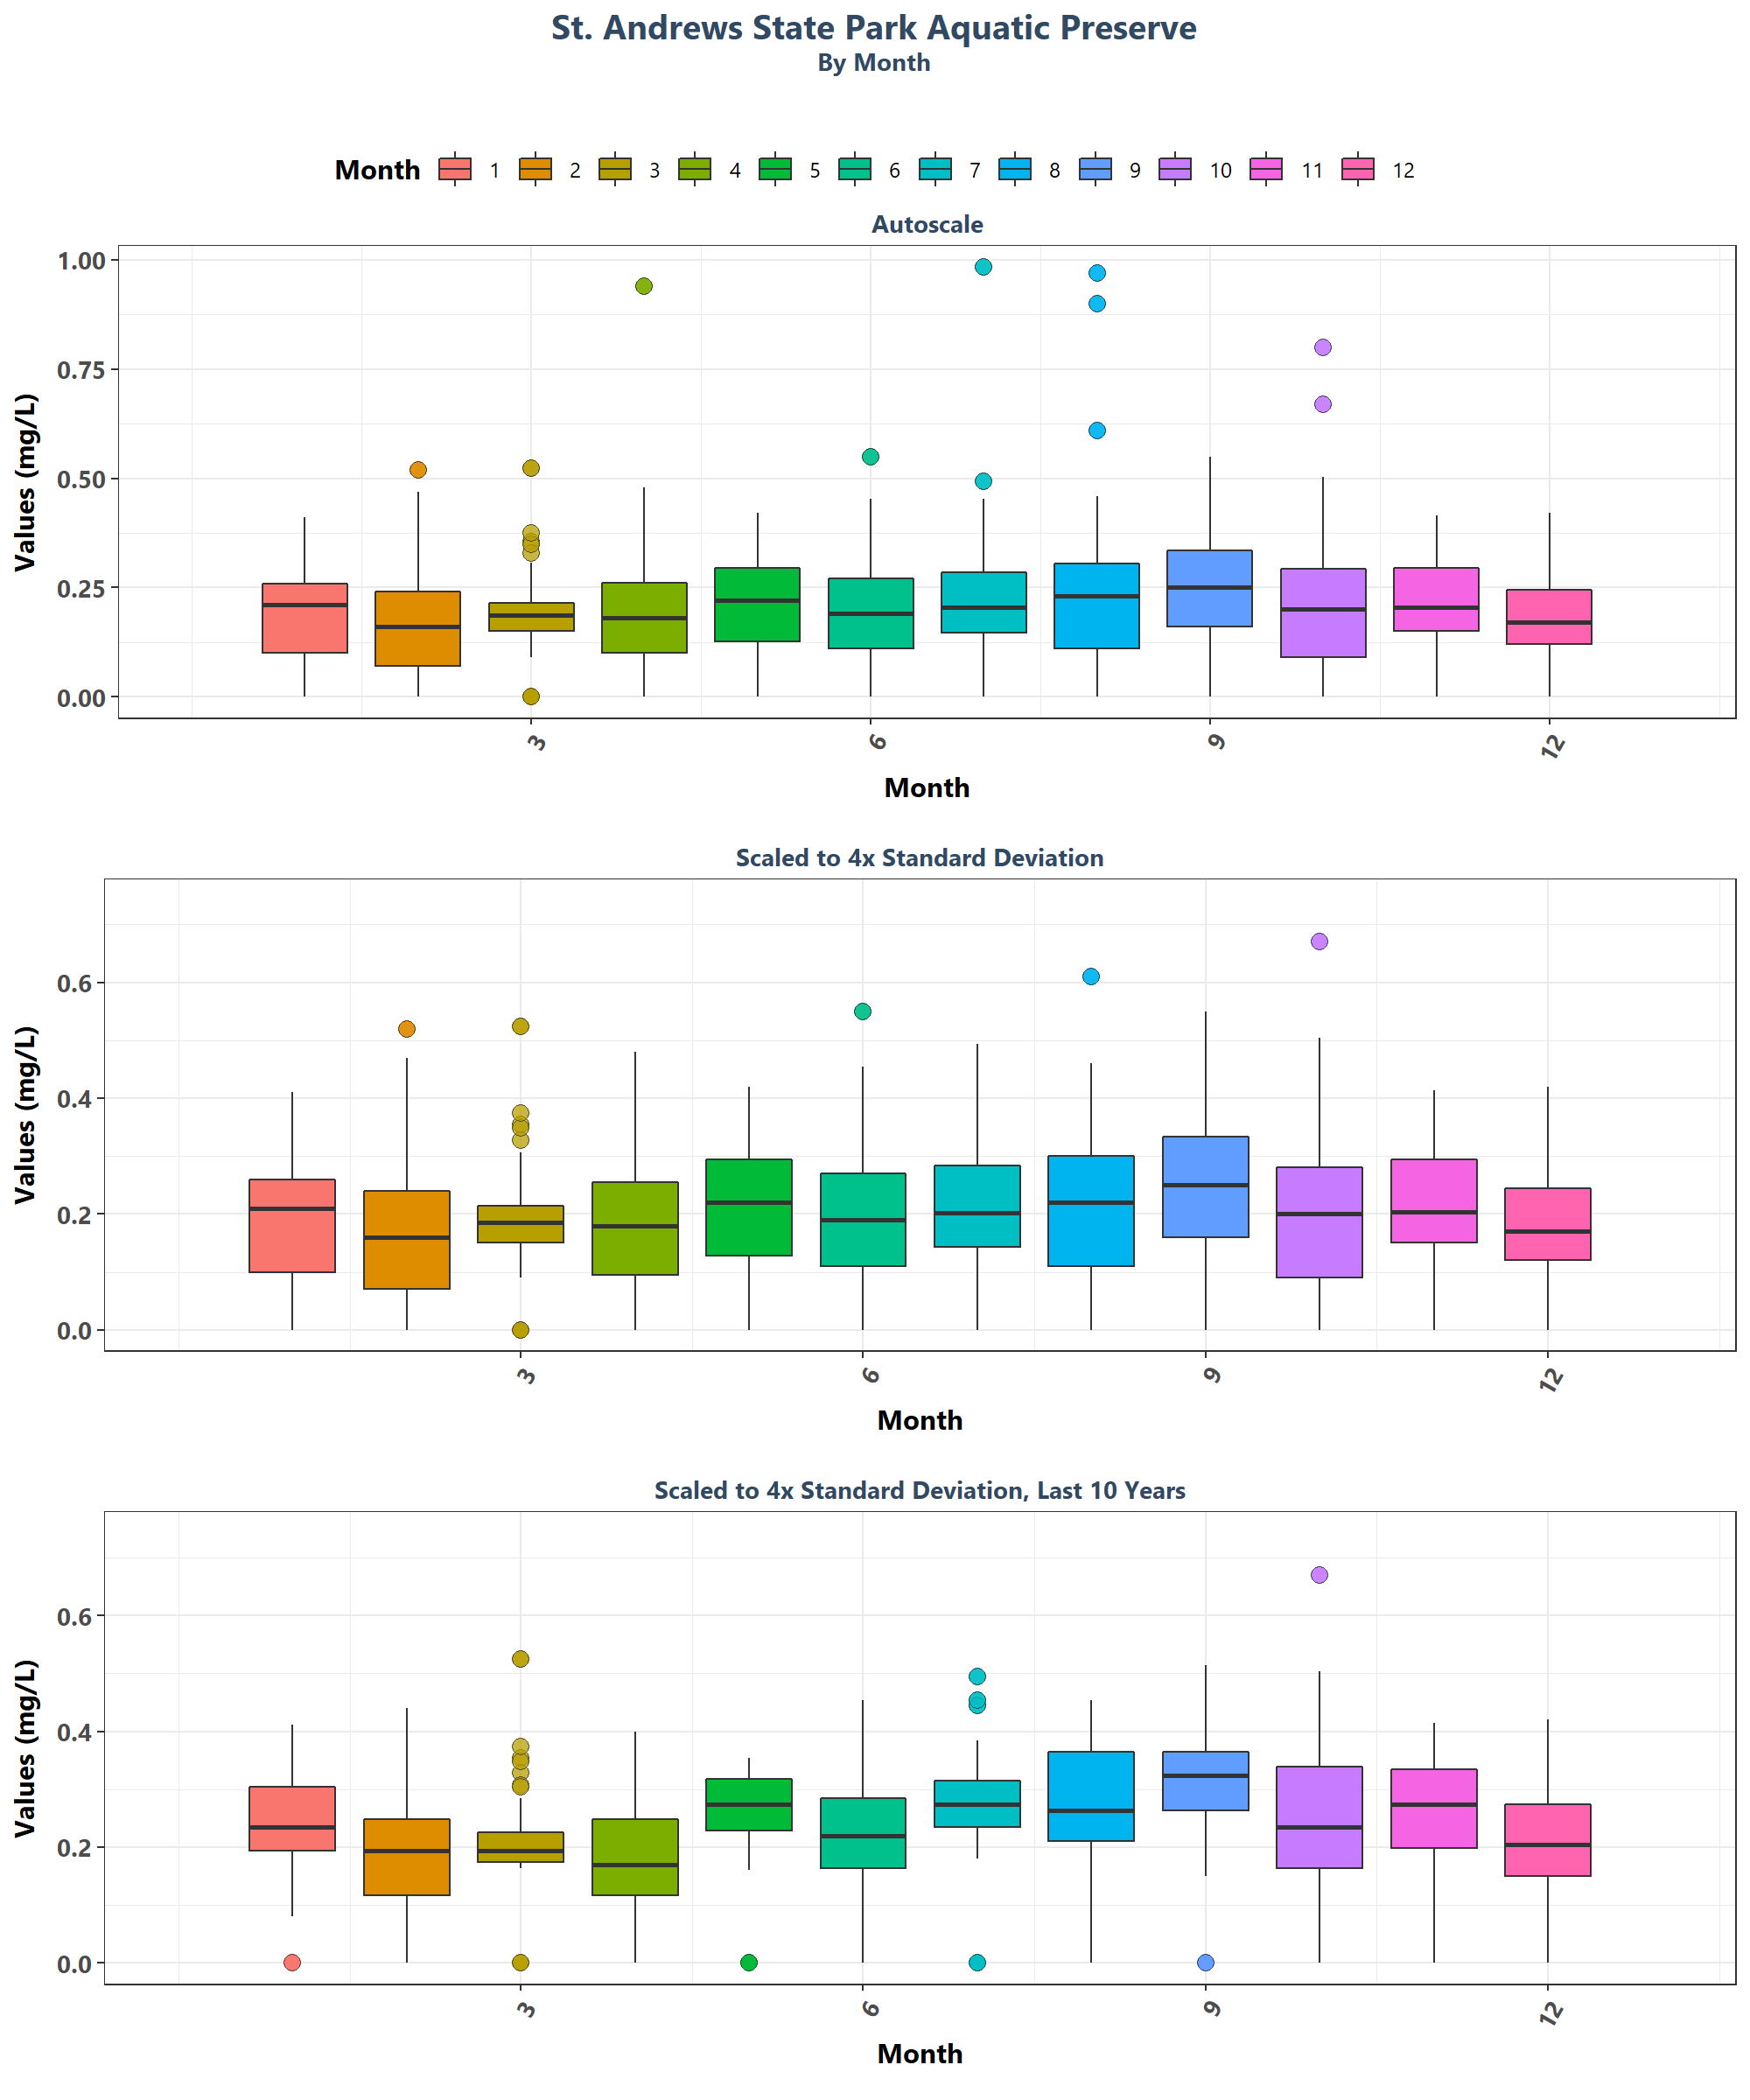 St. Andrews State Park Aquatic Preserve
By Month
Month 1 2 3 4 5 6 7 8 9 10 11 12
Autoscale
Values (mg/L)
1.00
0.75
0.50
0.25
0.00
3 6 9 12
Month
Scaled to 4x Standard Deviation
Values (mg/L)
0.6
0.4
0.2
0.0
3 6 9 12
Month
Scaled to 4x Standard Deviation, Last 10 Years
Values (mg/L)
0.6
0.4
0.2
0.0
3 6 9 12
Month